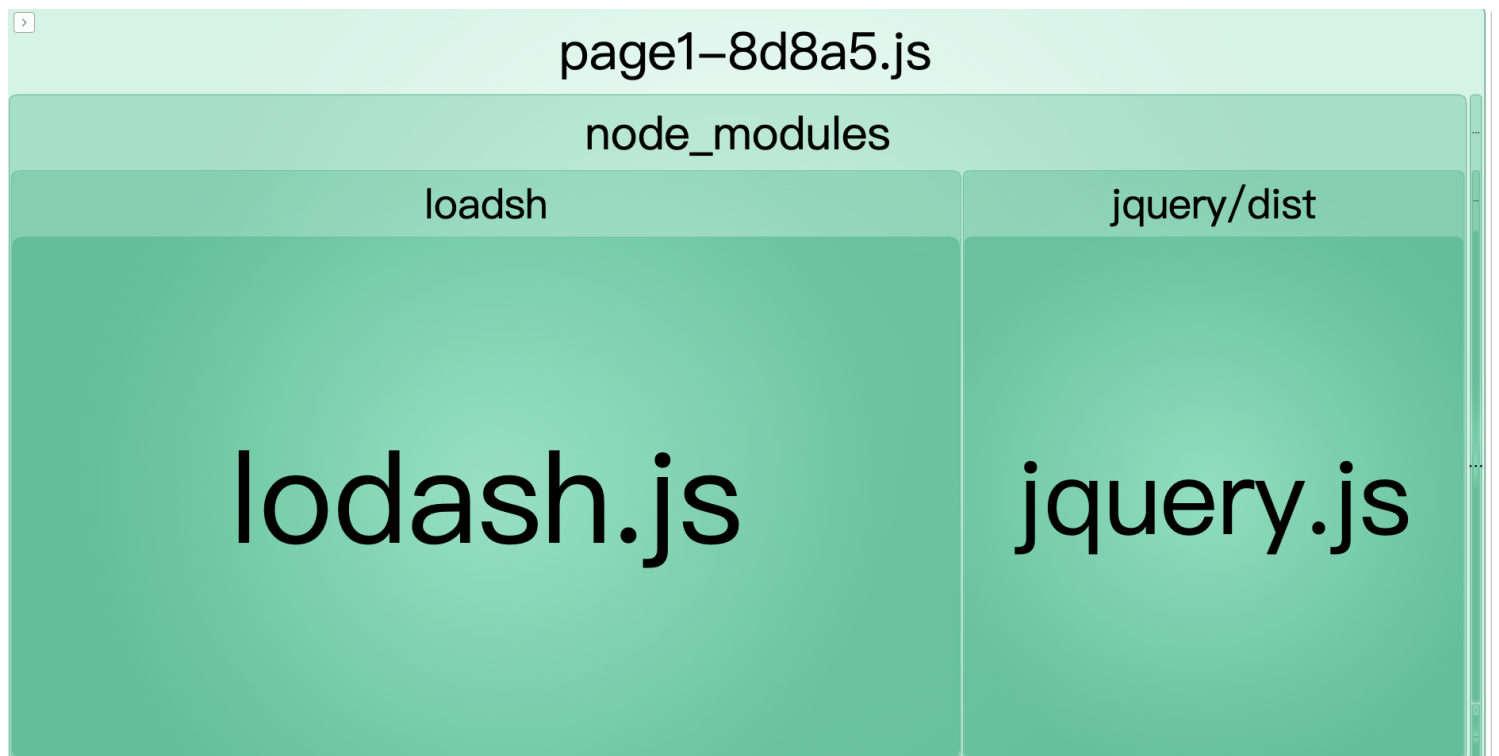 page1-8d8a5.js
node_modules
loadsh
jquery/dist
lodash.js
jquery.js
...
...